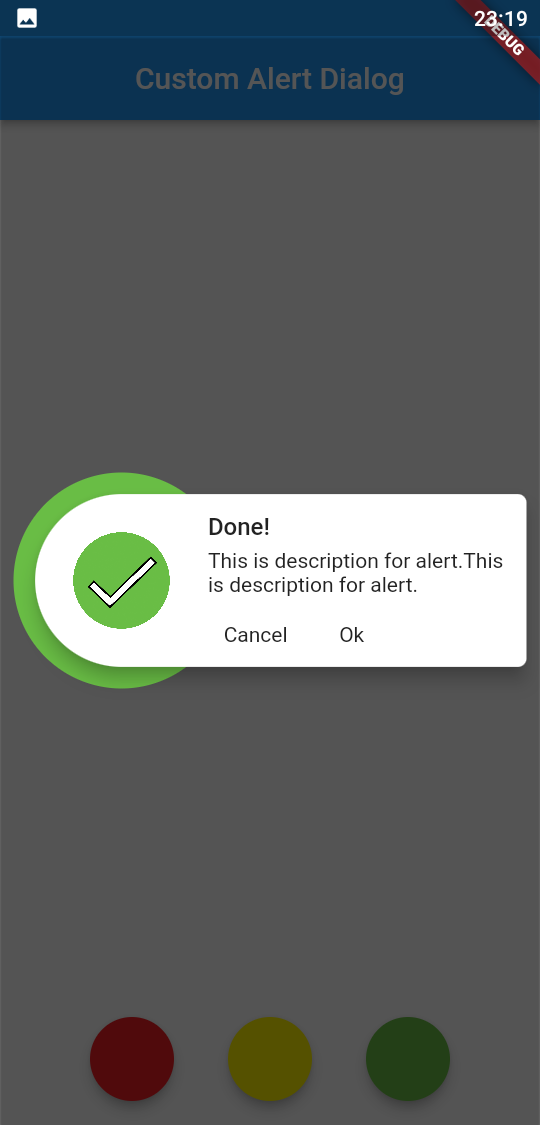 23:19
DEBUG
Custom Alert Dialog
Done!
This is description for alert.This
is description for alert.
Cancel Ok